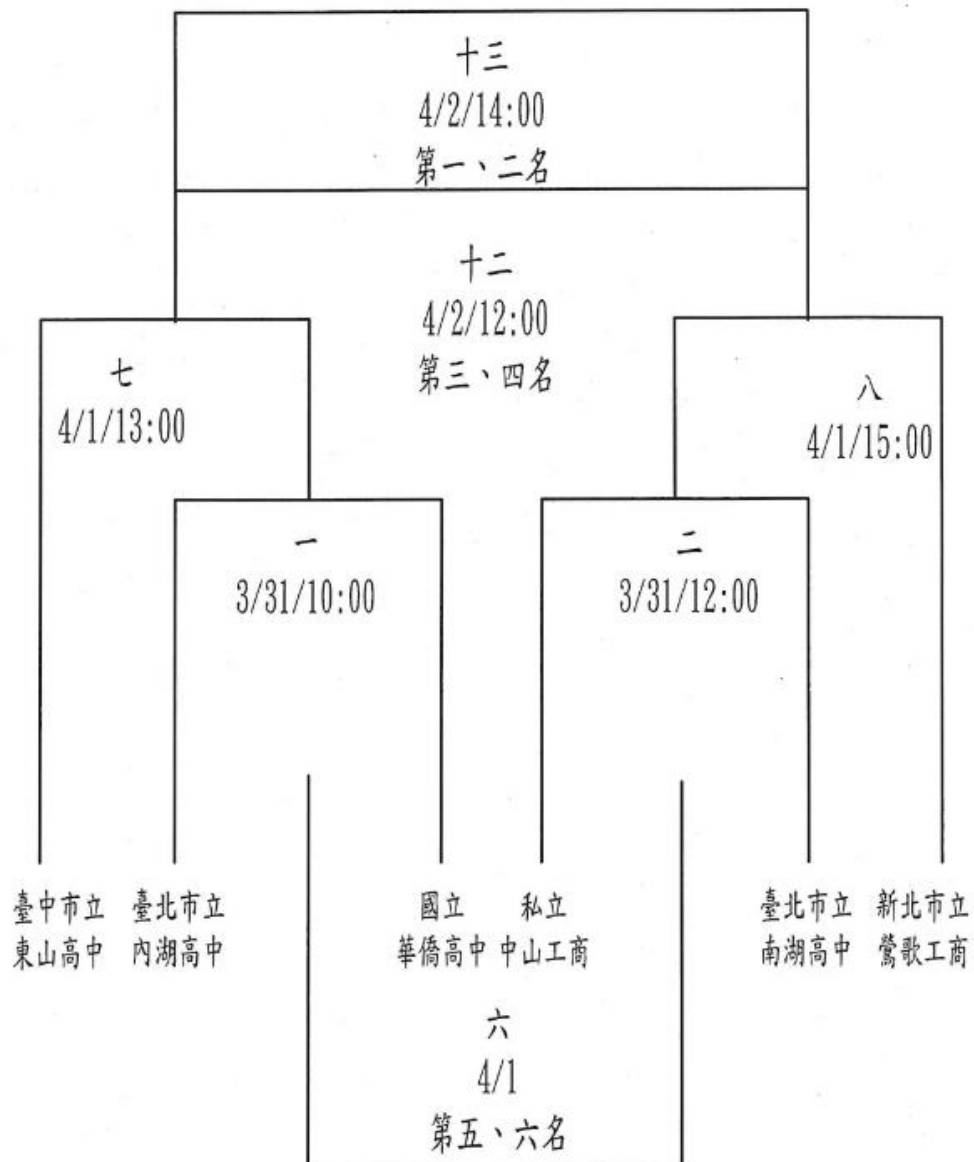 十三
4/2/14:00
第一、二名
十二
4/2/12:00
第三、四名
七
4/1/13:00
八
4/1/15:00
一
3/31/10:00
二
3/31/12:00
臺中市立
東山高中
臺北市立
內湖高中
國立
華僑高中
私立
中山工商
臺北市立
南湖高中
新北市立
鶯歌工商
六
4/1
第五、六名